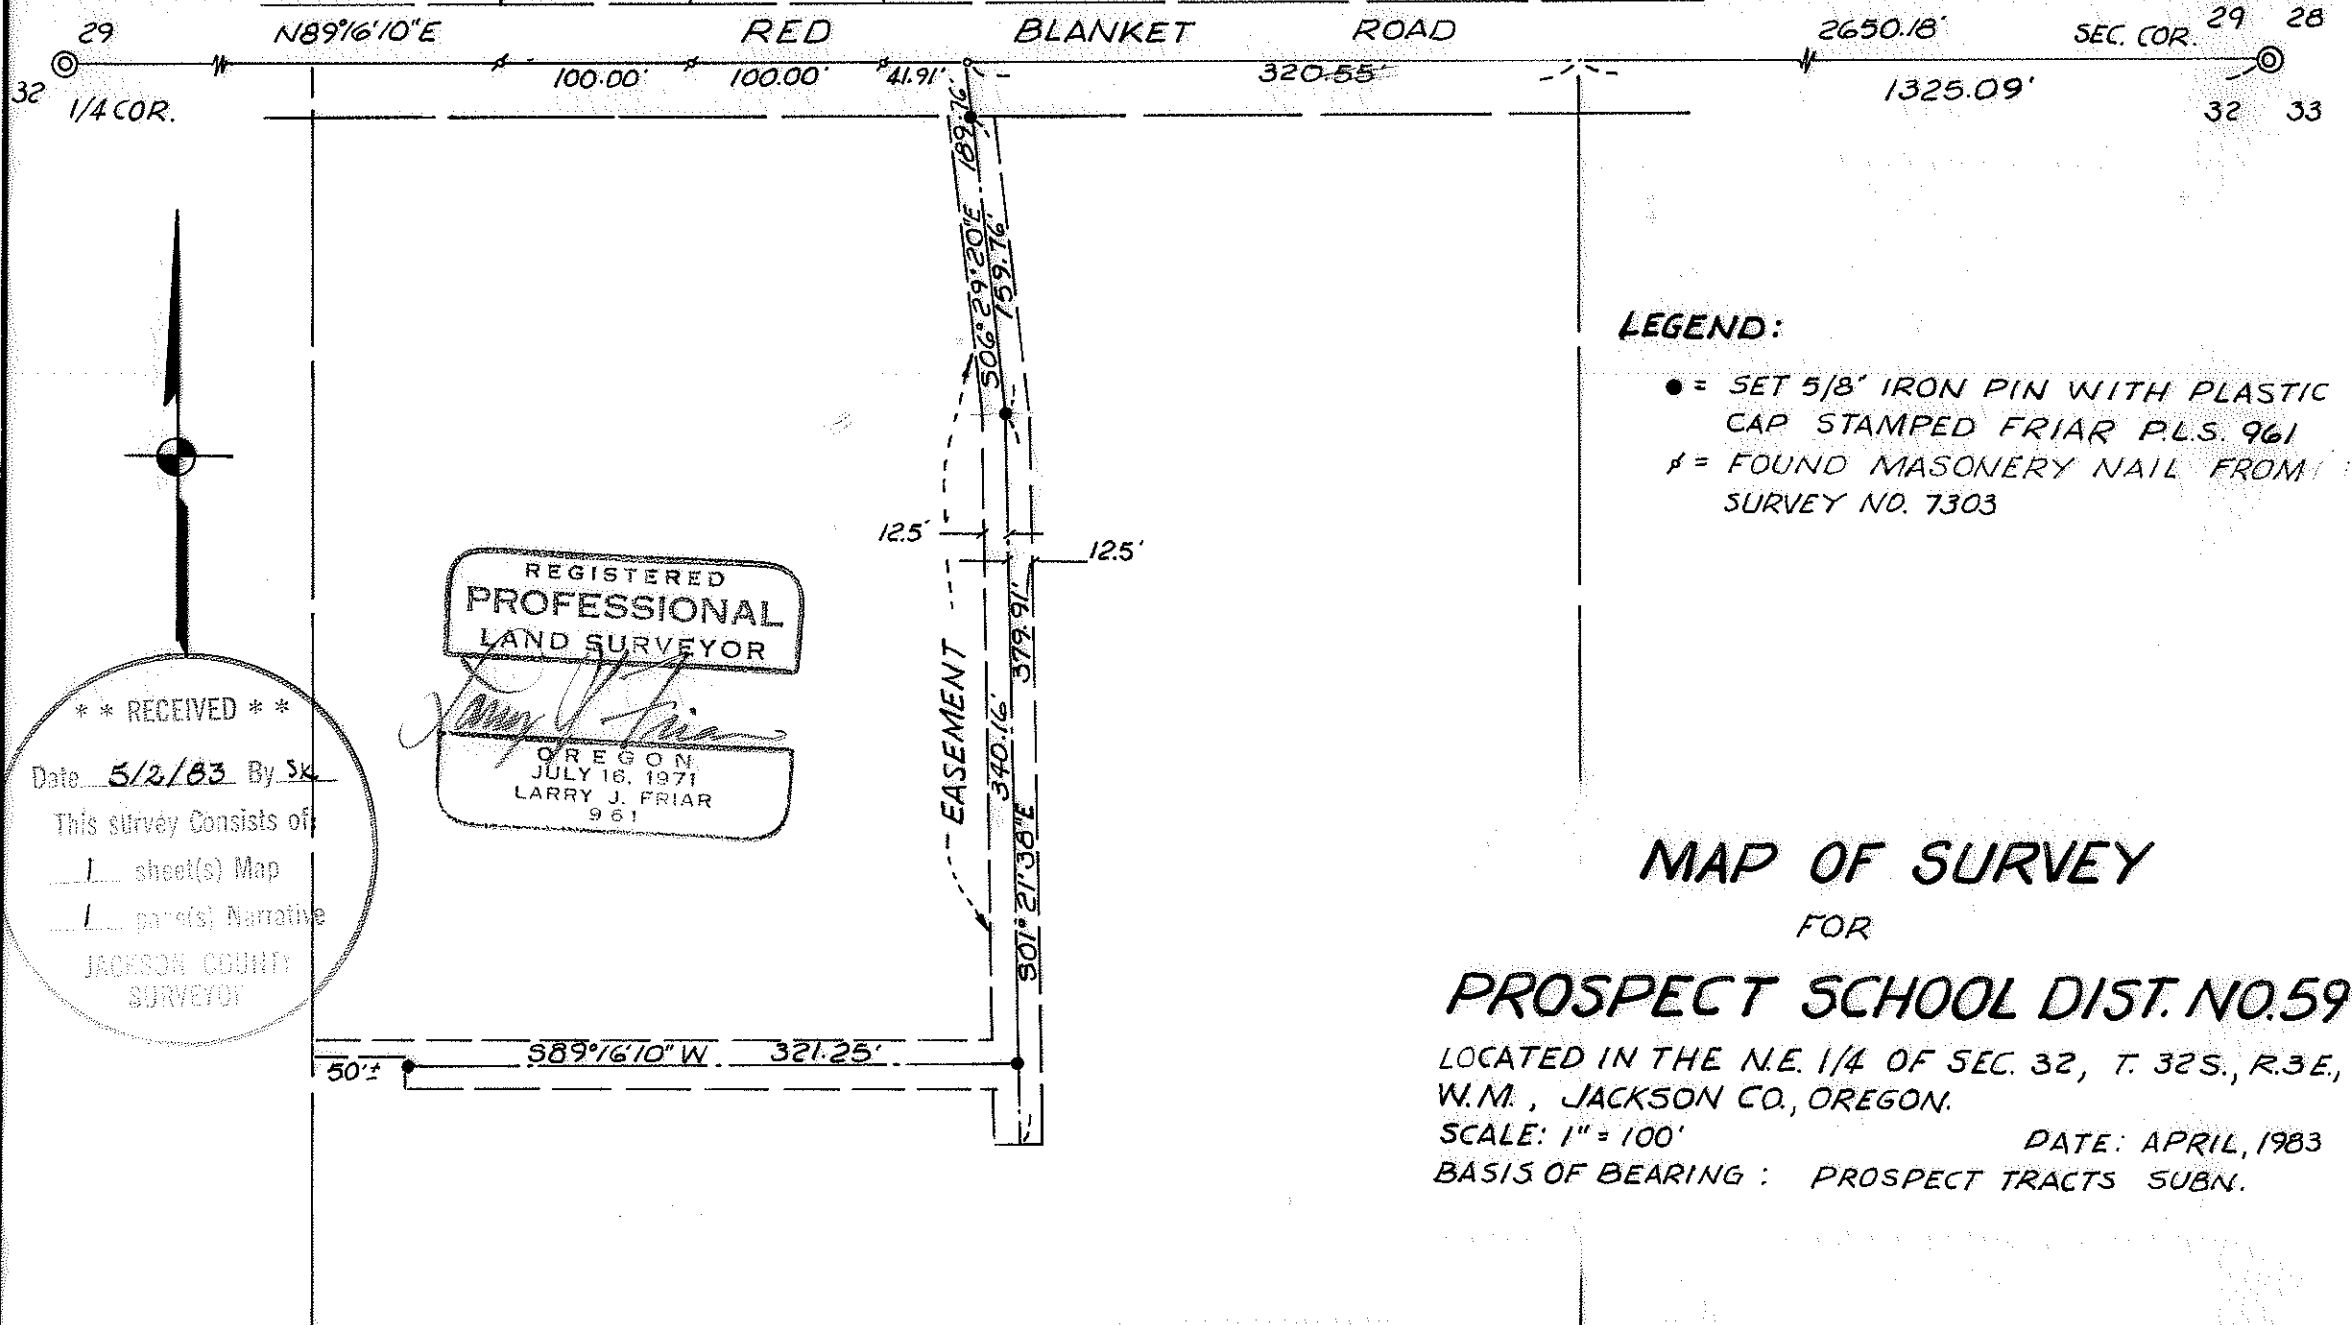 29 N89°16'10"E RED BLANKET ROAD 2650.18' SEC. COR. 29 28
100.00' 100.00' 41.91' 320.55' 1325.09'
32 1/4 COR. 32 33
189.76'
S06°29'20"E
159.76'
LEGEND:
● = SET 5/8" IRON PIN WITH PLASTIC
CAP STAMPED FRIAR P.L.S. 961
= FOUND MASONERY NAIL FROM
SURVEY NO. 7303
12.5' 12.5'
379.91'
EASEMENT
340.16'
S01°21'38"E
REGISTERED
PROFESSIONAL
LAND SURVEYOR
Larry J. Friar
OREGON
JULY 16, 1971
LARRY J. FRIAR
961
* * RECEIVED * *
Date 5/2/83 By SK
This survey Consists of
1 sheet(s) Map
1 page(s) Narrative
JACKSON COUNTY
SURVEYOR
S89°16'10"W 321.25'
50'±
MAP OF SURVEY
FOR
PROSPECT SCHOOL DIST. NO.59
LOCATED IN THE N.E. 1/4 OF SEC. 32, T. 32S., R.3E.,
W.M., JACKSON CO., OREGON.
SCALE: 1" = 100' DATE: APRIL, 1983
BASIS OF BEARING : PROSPECT TRACTS SUBN.